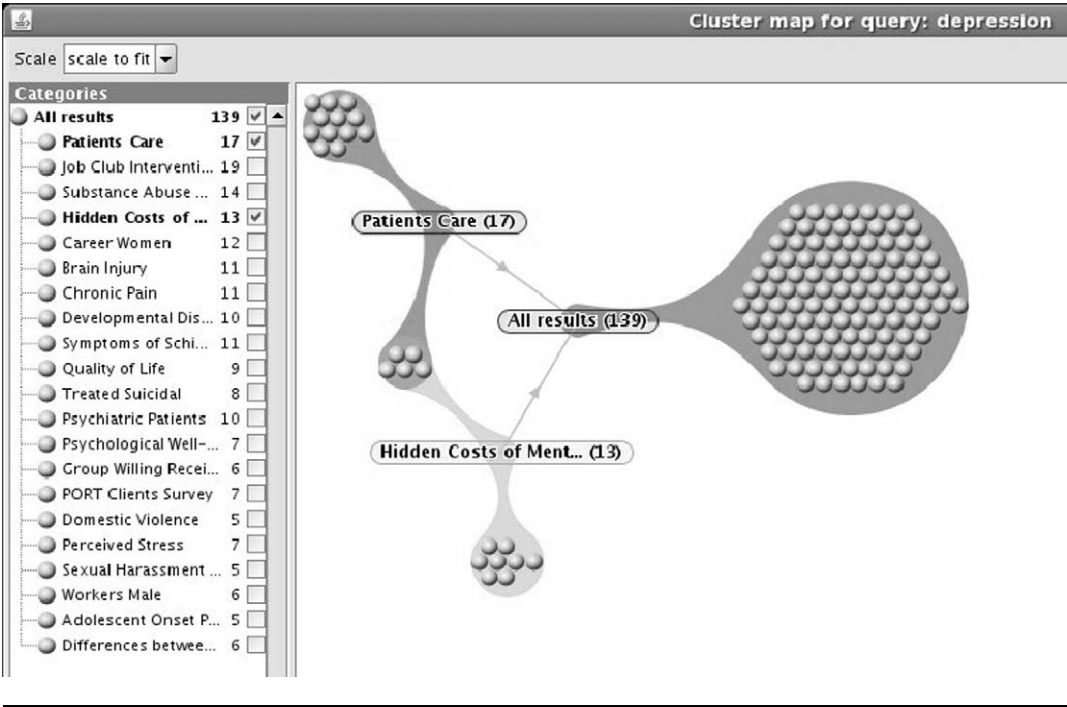 Cluster map for query: depression
Scale scale to fit
Categories
All results 139
Patients Care 17
Job Club Interventi... 19
Substance Abuse ... 14
Hidden Costs of ... 13
Career Women 12
Brain Injury 11
Chronic Pain 11
Developmental Dis... 10
Symptoms of Schi... 11
Quality of Life 9
Treated Suicidal 8
Psychiatric Patients 10
Psychological Well-... 7
Group Willing Recei... 6
PORT Clients Survey 7
Domestic Violence 5
Perceived Stress 7
Sexual Harassment ... 5
Workers Male 6
Adolescent Onset P... 5
Differences betwee... 6
Patients Care (17)
All results (139)
Hidden Costs of Ment... (13)